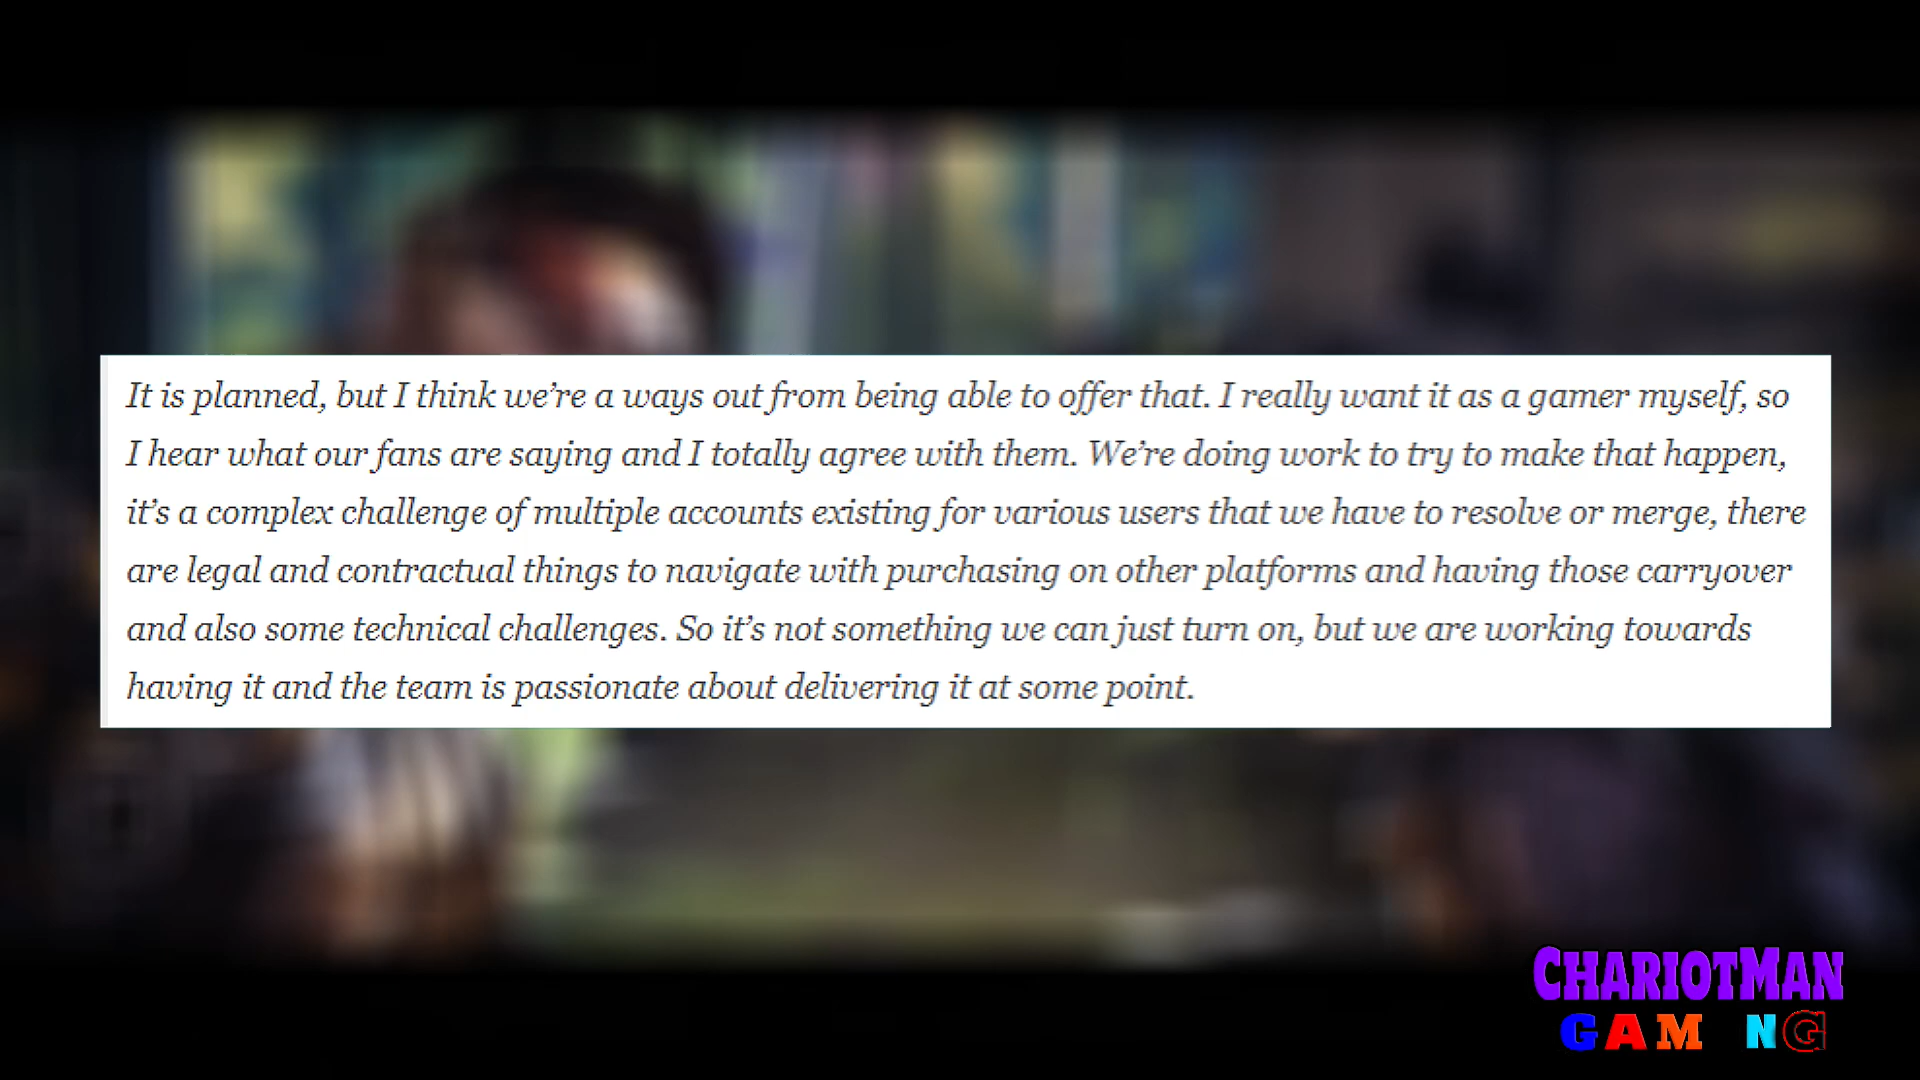 It is planned, but I think we’re a ways out from being able to offer that. I really want it as a gamer myself, so
I hear what our fans are saying and I totally agree with them. We’re doing work to try to make that happen,
it’s a complex challenge of multiple accounts existing for various users that we have to resolve or merge, there
are legal and contractual things to navigate with purchasing on other platforms and having those carryover
and also some technical challenges. So it’s not something we can just turn on, but we are working towards
having it and the team is passionate about delivering it at some point.
CHARIOTMAN
GAM NG